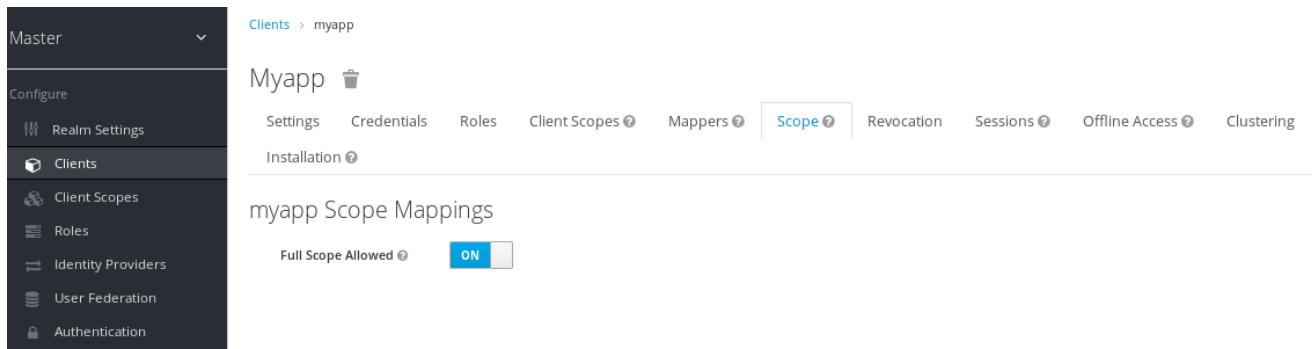 Master
Configure
Realm Settings
Clients
Client Scopes
Roles
Identity Providers
User Federation
Authentication
Clients > myapp
Myapp
Settings Credentials Roles Client Scopes Mappers Scope Revocation Sessions Offline Access Clustering
Installation
myapp Scope Mappings
Full Scope Allowed ON